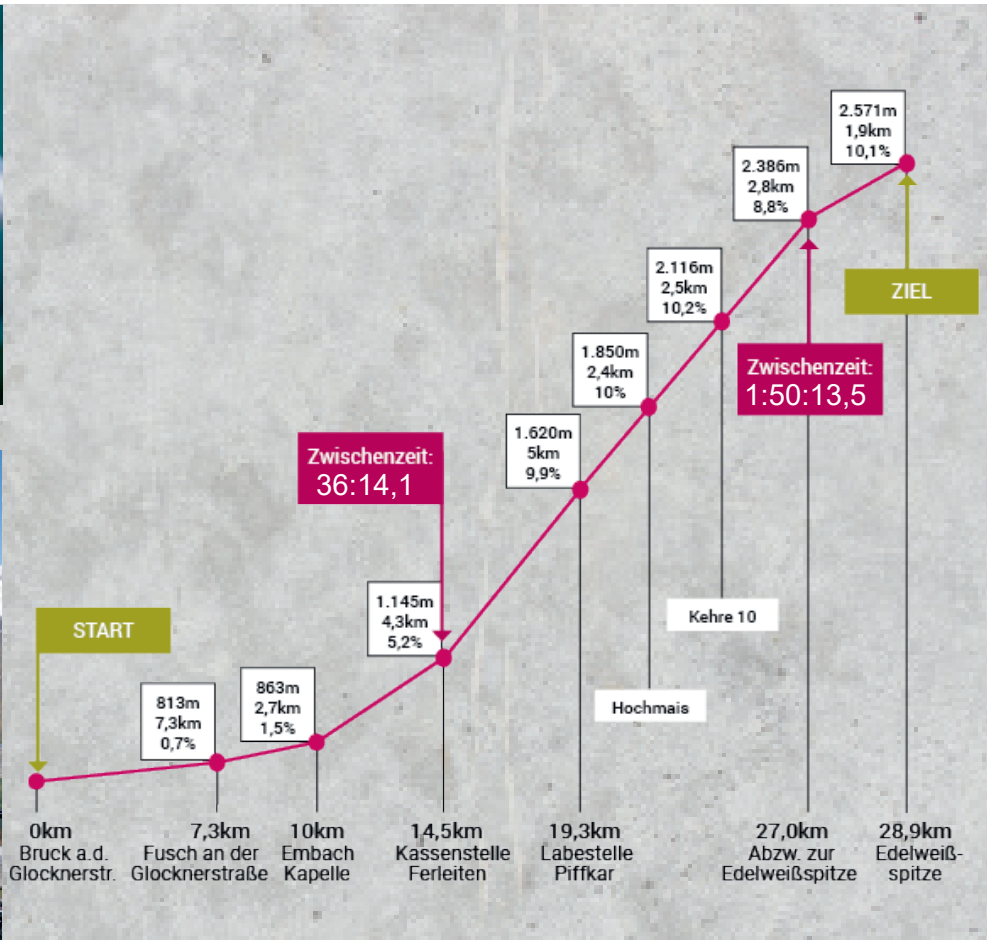 2.571m
1,9km
10,1%
2.386m
2,8km
8,8%
2.116m
2,5km
10,2%
ZIEL
1.850m
2,4km
10%
Zwischenzeit:
1:50:13,5
1.620m
5km
9,9%
Zwischenzeit:
36:14,1
1.145m
4,3km
5,2%
Kehre 10
START
863m
2,7km
1,5%
813m
7,3km
0,7%
Hochmais
0km
Bruck a.d.
Glocknerstr.
7,3km
Fusch an der
Glocknerstraße
10km
Embach
Kapelle
14,5km
Kassenstelle
Ferleiten
19,3km
Labestelle
Piffkar
27,0km
Abzw. zur
Edelweißspitze
28,9km
Edelweiß-
spitze